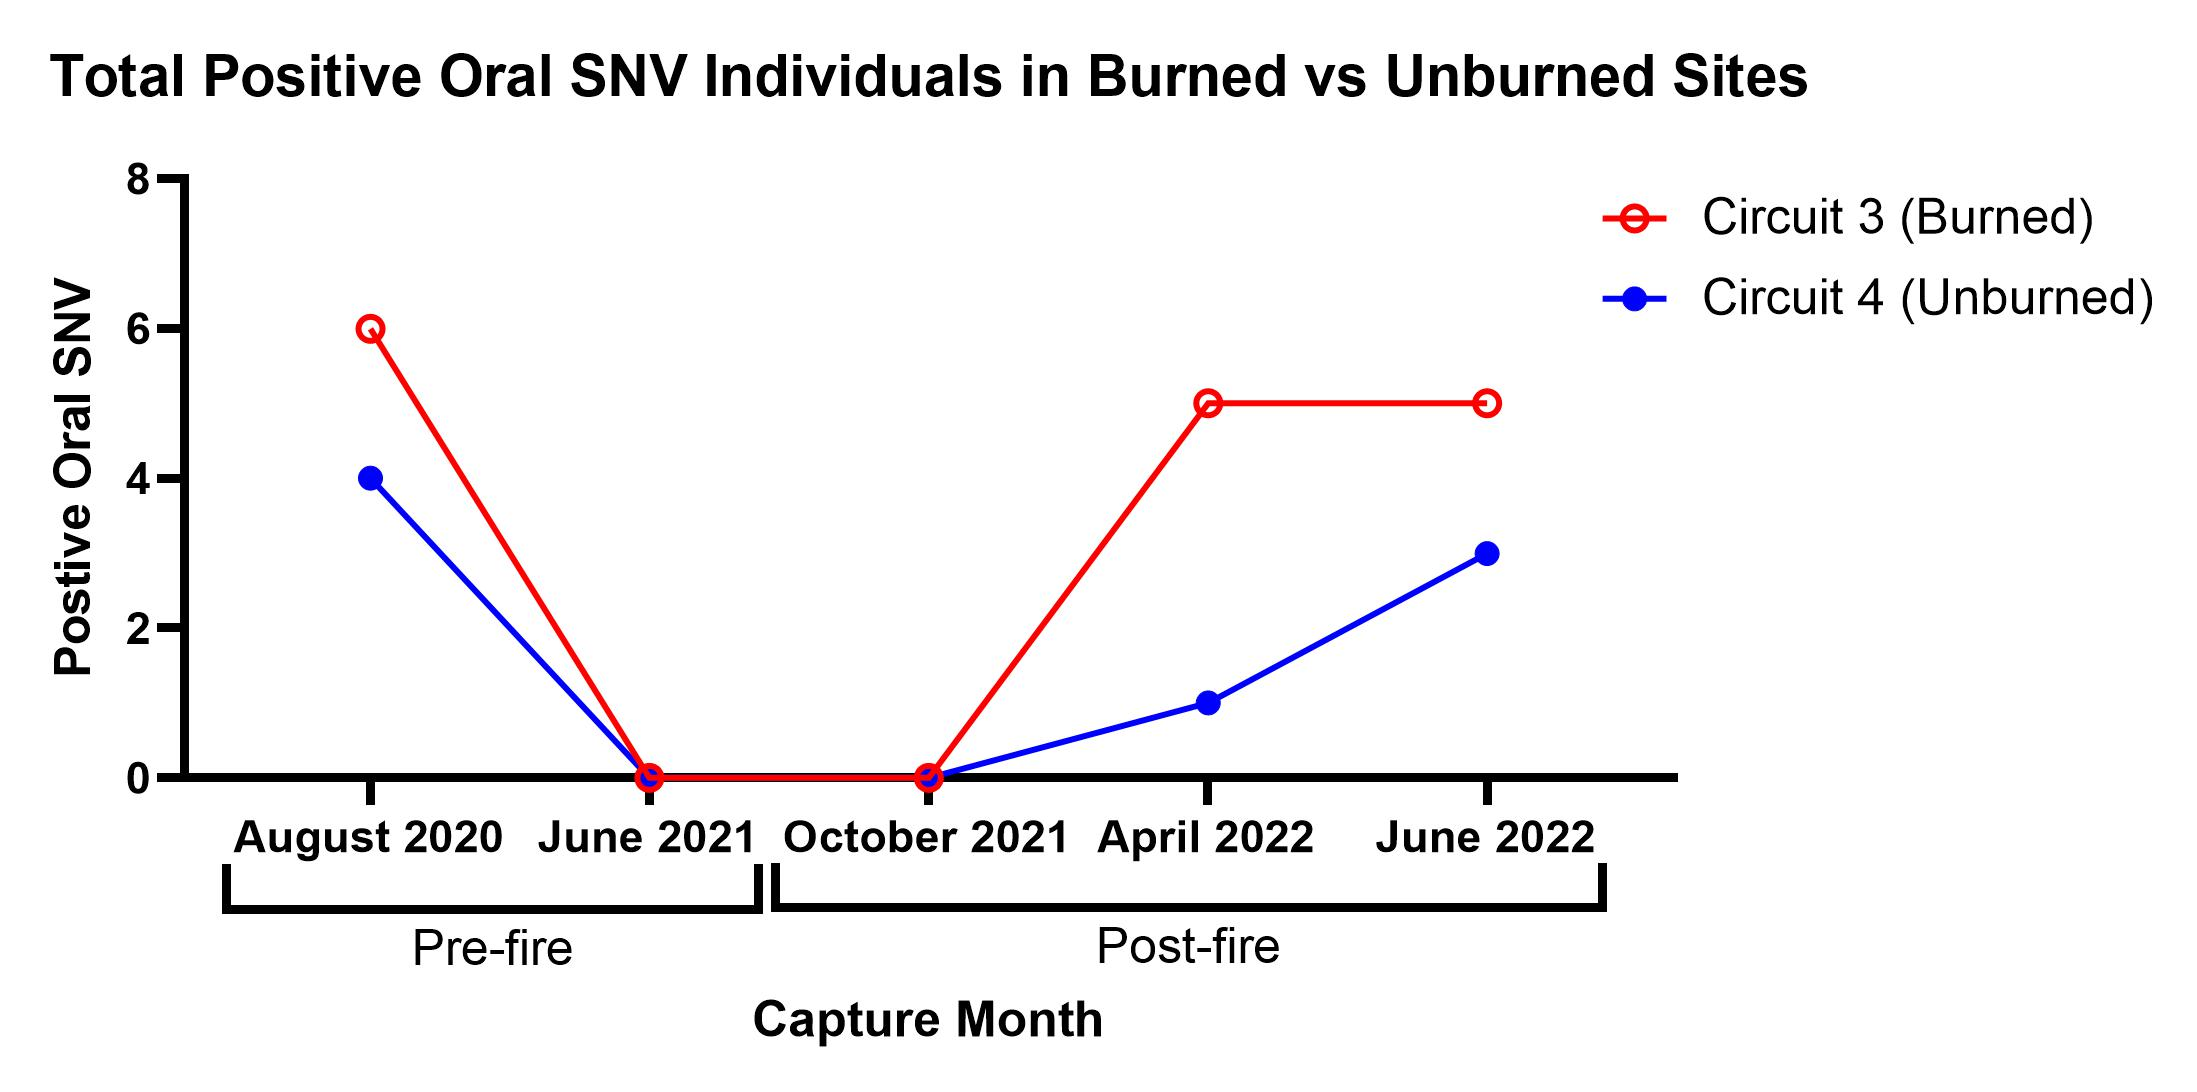 Total Positive Oral SNV Individuals in Burned vs Unburned Sites
Postive Oral SNV
8
6
4
2
0
Circuit 3 (Burned)
Circuit 4 (Unburned)
August 2020 June 2021 October 2021 April 2022 June 2022
Pre-fire Post-fire
Capture Month